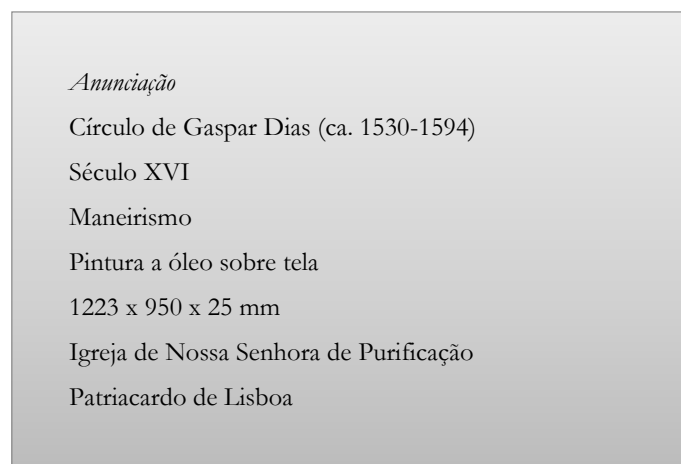 Anunciação
Círculo de Gaspar Dias (ca. 1530-1594)
Século XVI
Maneirismo
Pintura a óleo sobre tela
1223 x 950 x 25 mm
Igreja de Nossa Senhora de Purificação
Patriacardo de Lisboa